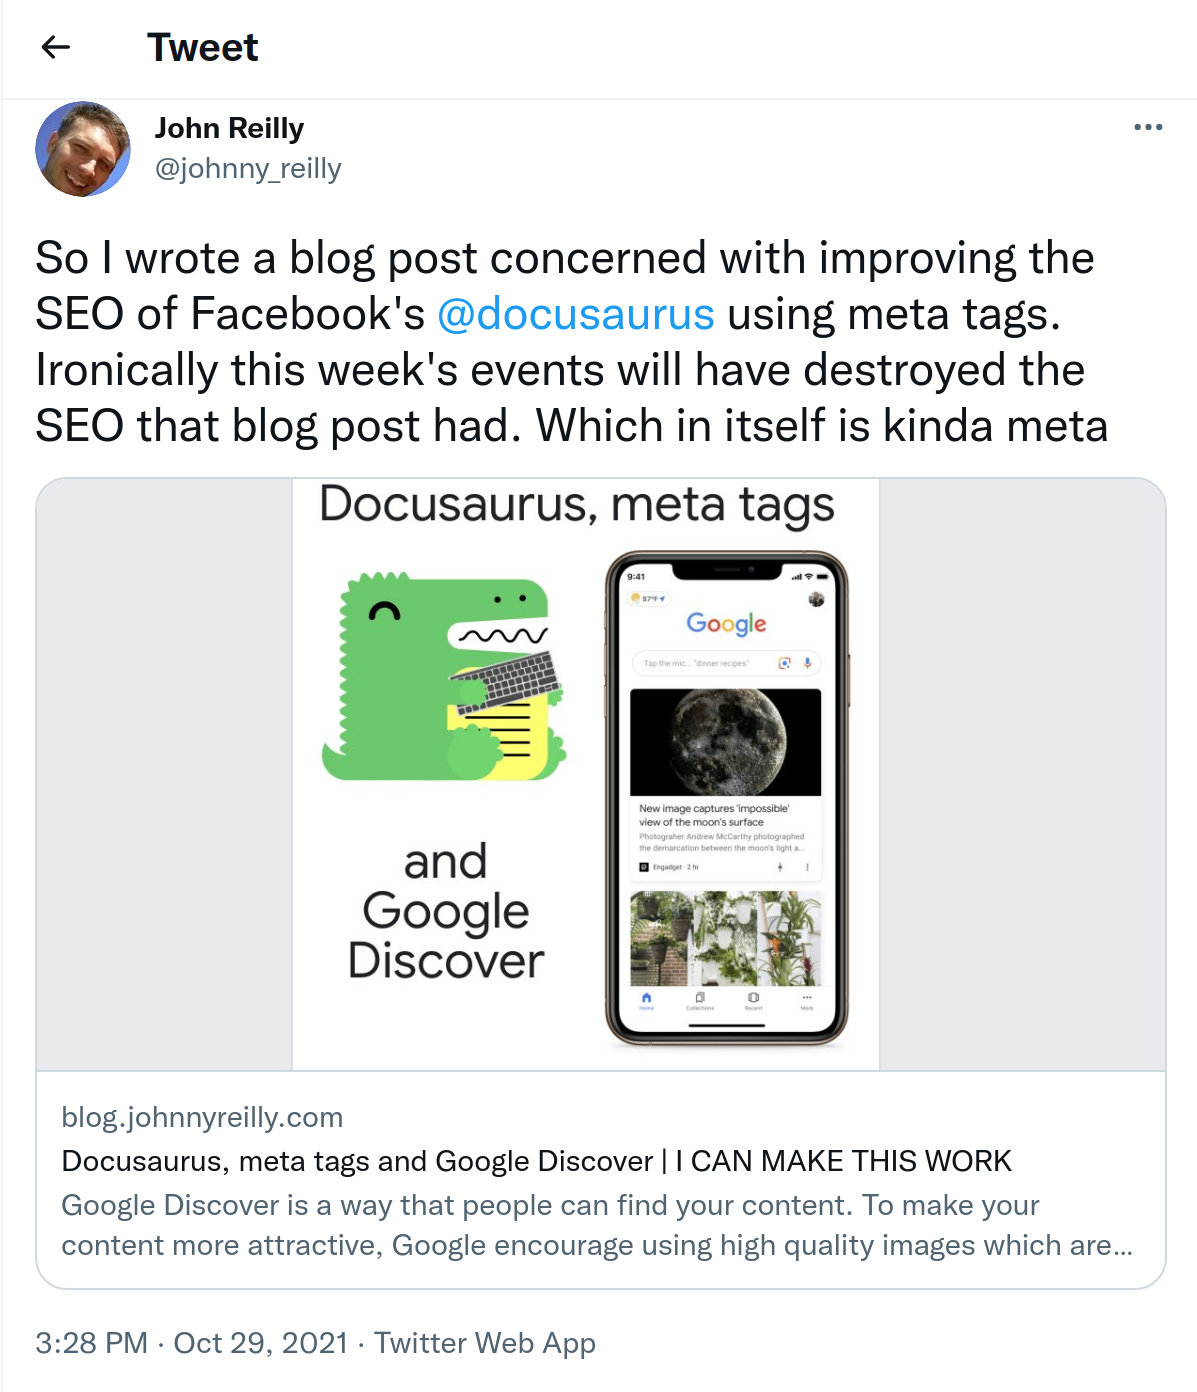 Tweet
John Reilly
@johnny_reilly
So I wrote a blog post concerned with improving the
SEO of Facebook's @docusaurus using meta tags.
Ironically this week's events will have destroyed the
SEO that blog post had. Which in itself is kinda meta
Docusaurus, meta tags
and
Google
Discover
9:41
87°F
Google
Tap the mic... "dinner recipes"
New image captures 'impossible'
view of the moon's surface
Photograher Andrew McCarthy photographed
the demarcation between the moon's light a...
Engadget · 2 hr
Home Collections Recent More
blog.johnnyreilly.com
Docusaurus, meta tags and Google Discover | I CAN MAKE THIS WORK
Google Discover is a way that people can find your content. To make your
content more attractive, Google encourage using high quality images which are...
3:28 PM · Oct 29, 2021 · Twitter Web App